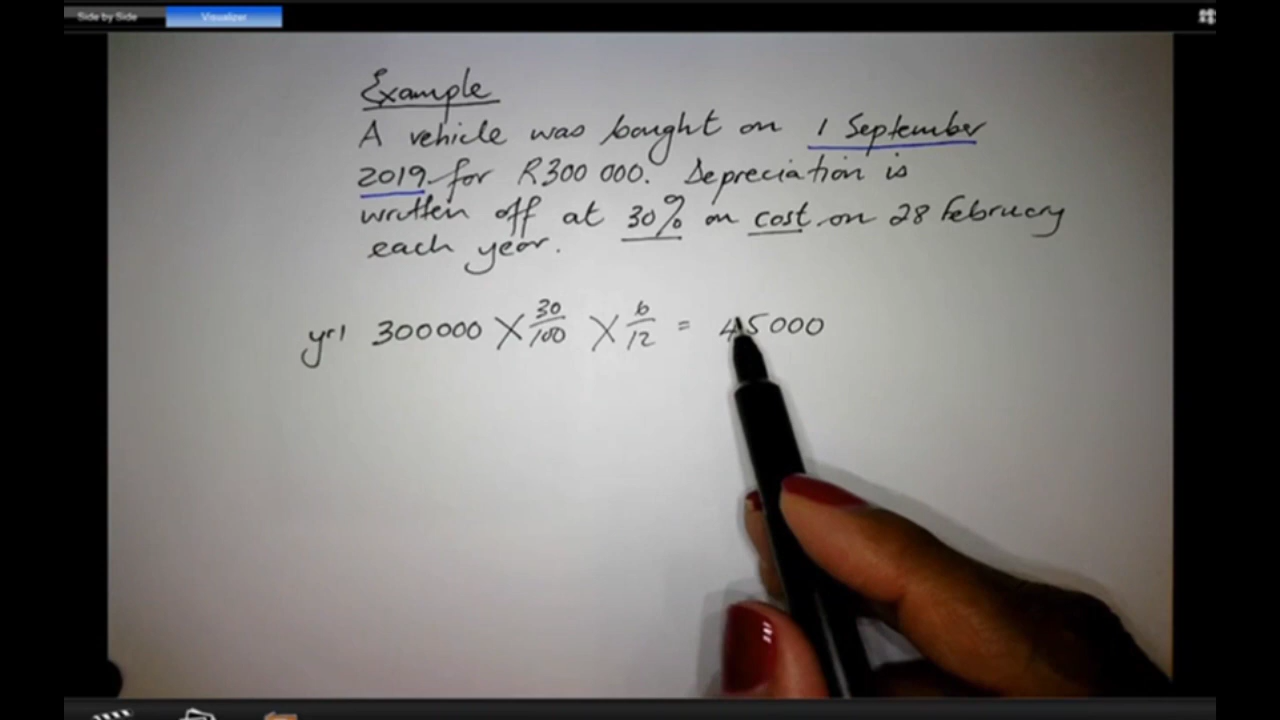 Side by Side
Visualizer
Example
A vehicle was bought on 1 September
2019 for R300 000. Depreciation is
written off at 30% on cost on 28 February
each year.
yr1 300000 X 30/100 X 6/12 = 45000